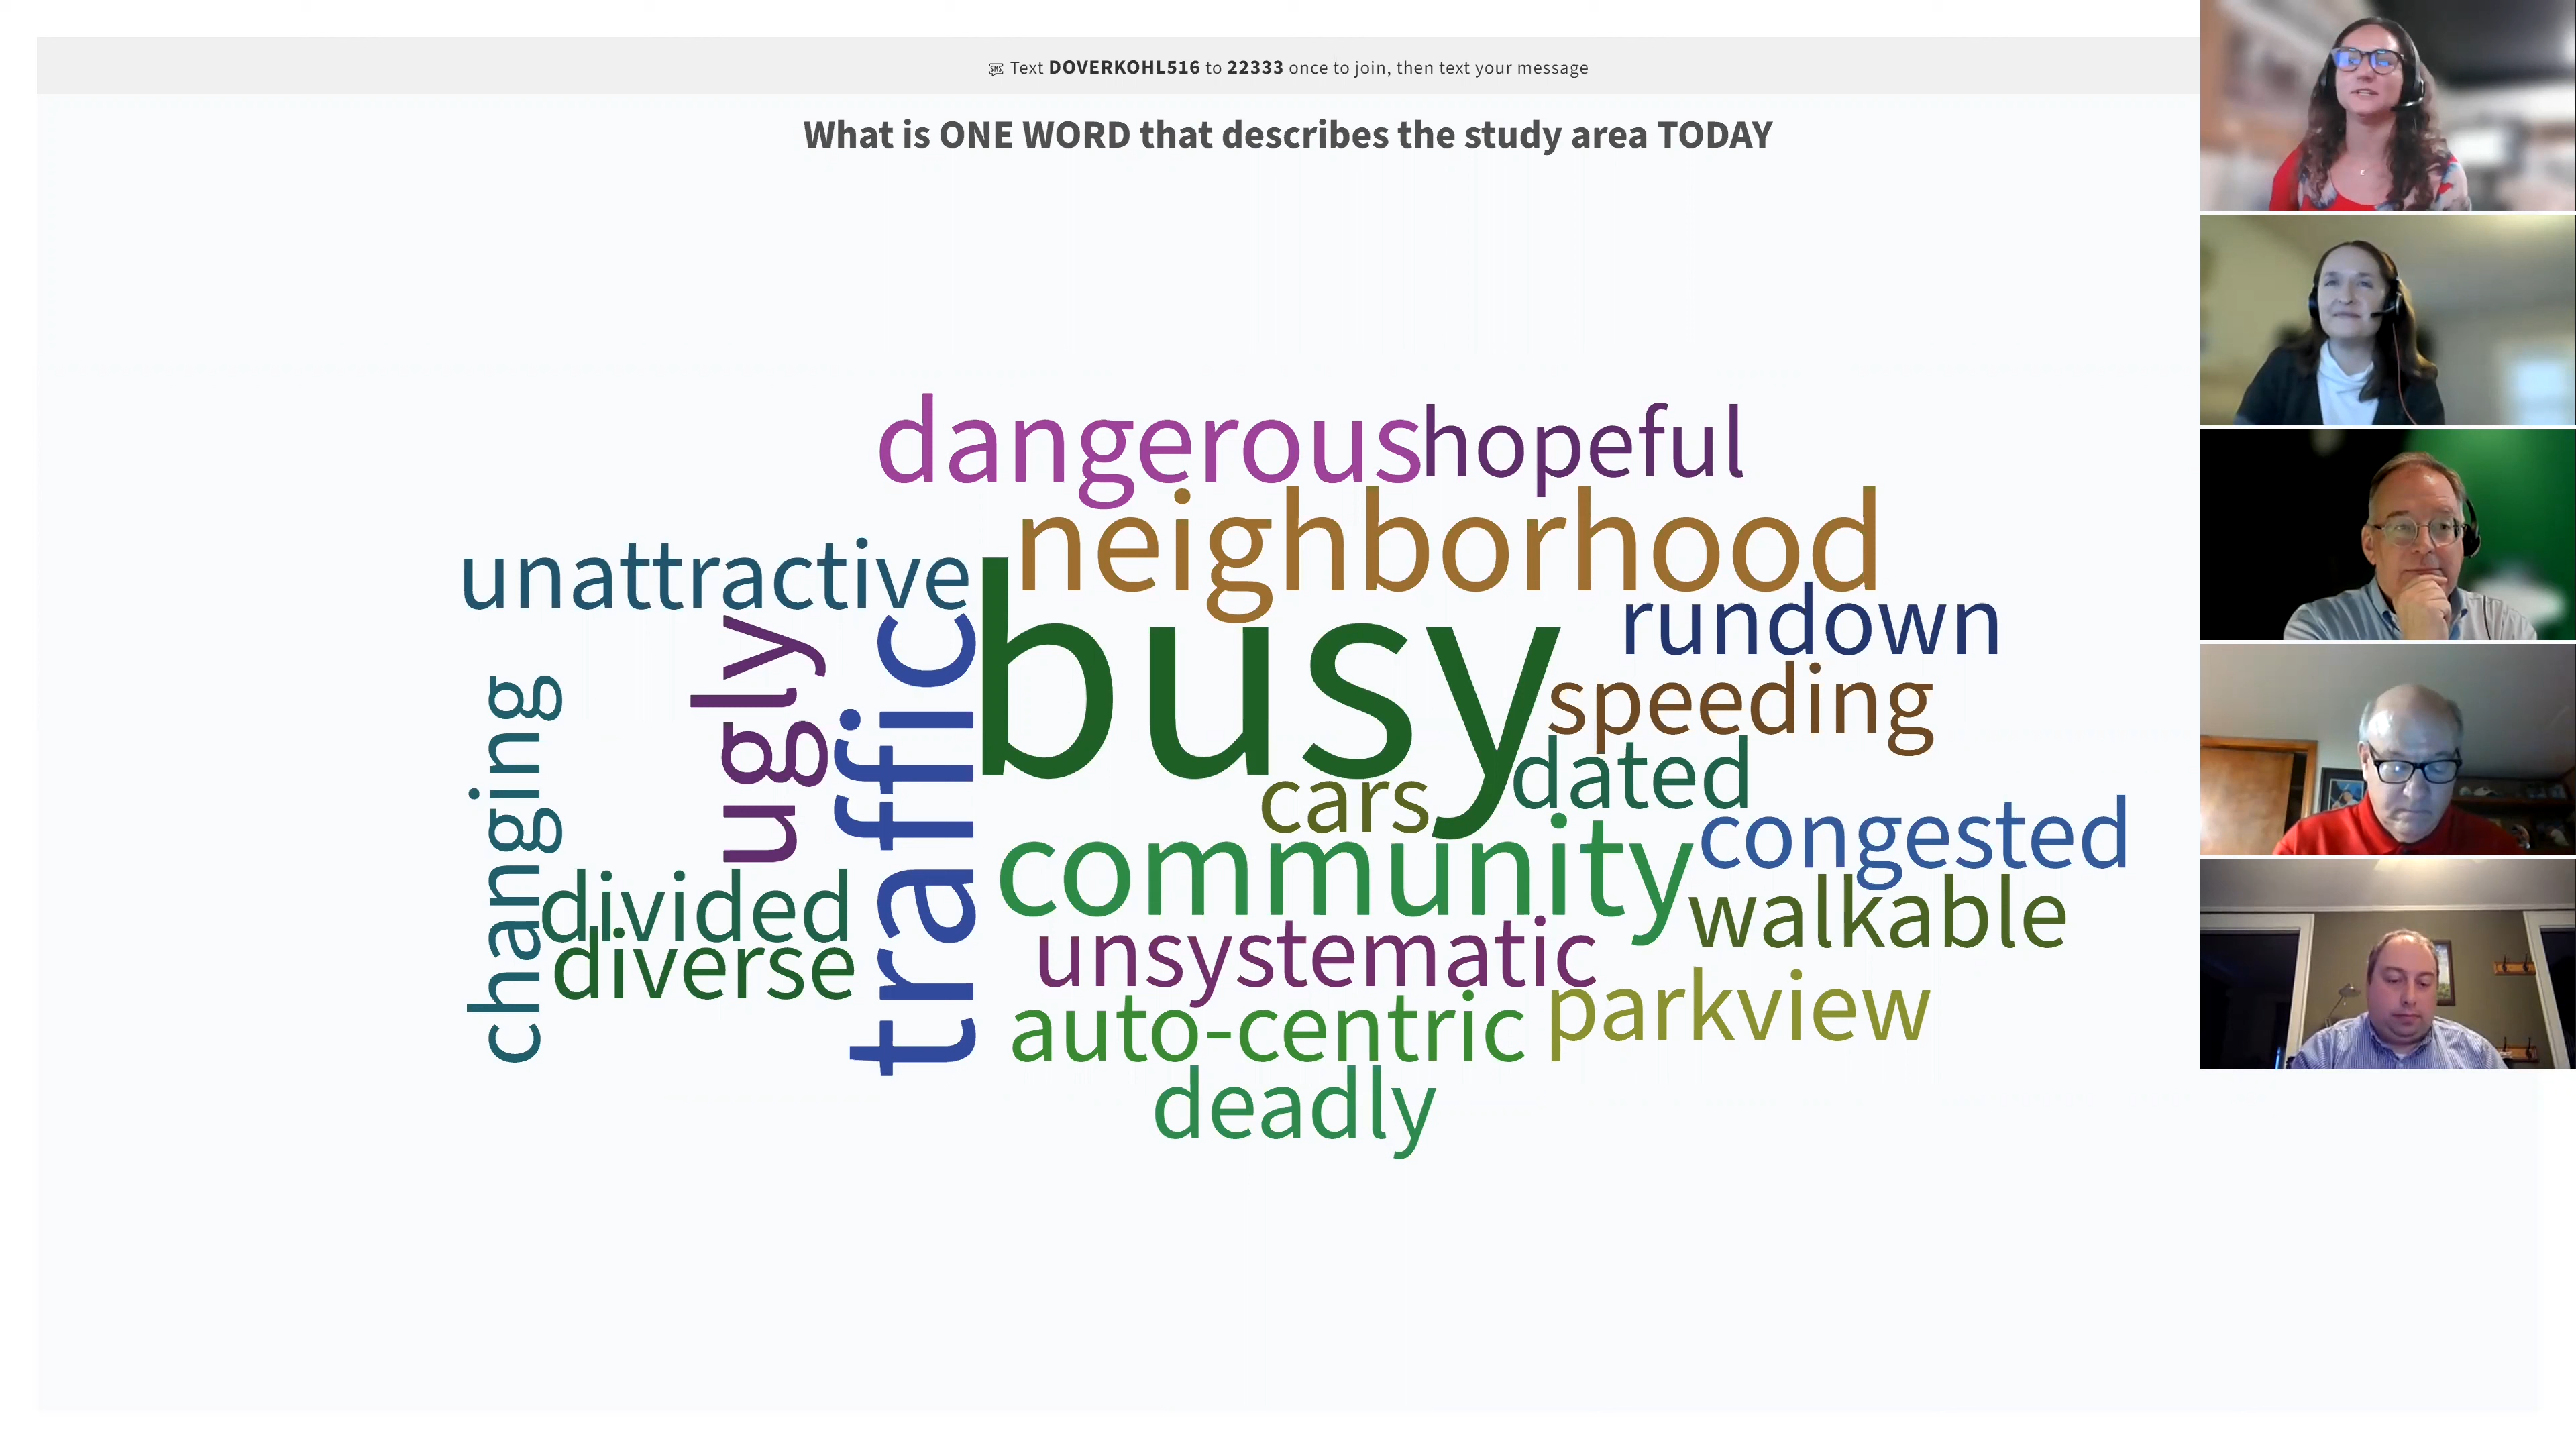 Text DOVERKOHL516 to 22333 once to join, then text your message
What is ONE WORD that describes the study area TODAY
dangerous
hopeful
neighborhood
unattractive
busy
rundown
ugly
traffic
speeding
changing
dated
cars
congested
community
divided
walkable
diverse
unsystematic
parkview
auto-centric
deadly